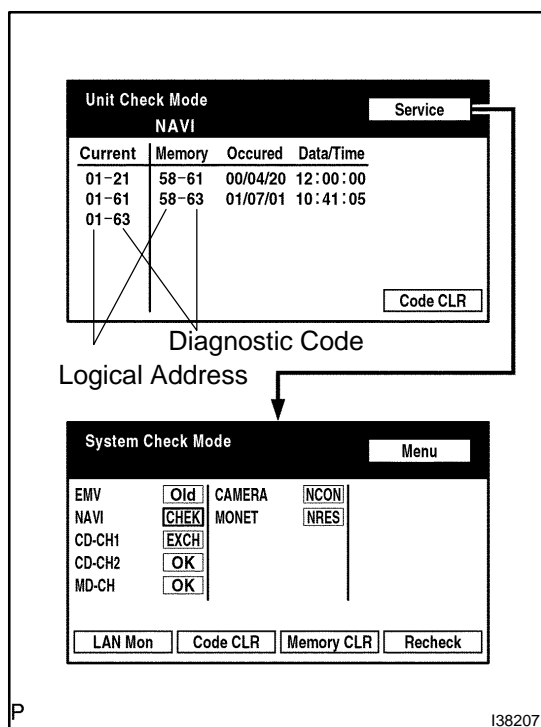 Unit Check Mode
Service
NAVI
Current Memory Occured Data/Time
01-21 58-61 00/04/20 12:00:00
01-61 58-63 01/07/01 10:41:05
01-63
Code CLR
Diagnostic Code
Logical Address
System Check Mode
Menu
EMV Old CAMERA NCON
NAVI CHEK MONET NRES
CD-CH1 EXCH
CD-CH2 OK
MD-CH OK
LAN Mon Code CLR Memory CLR Recheck
P I38207